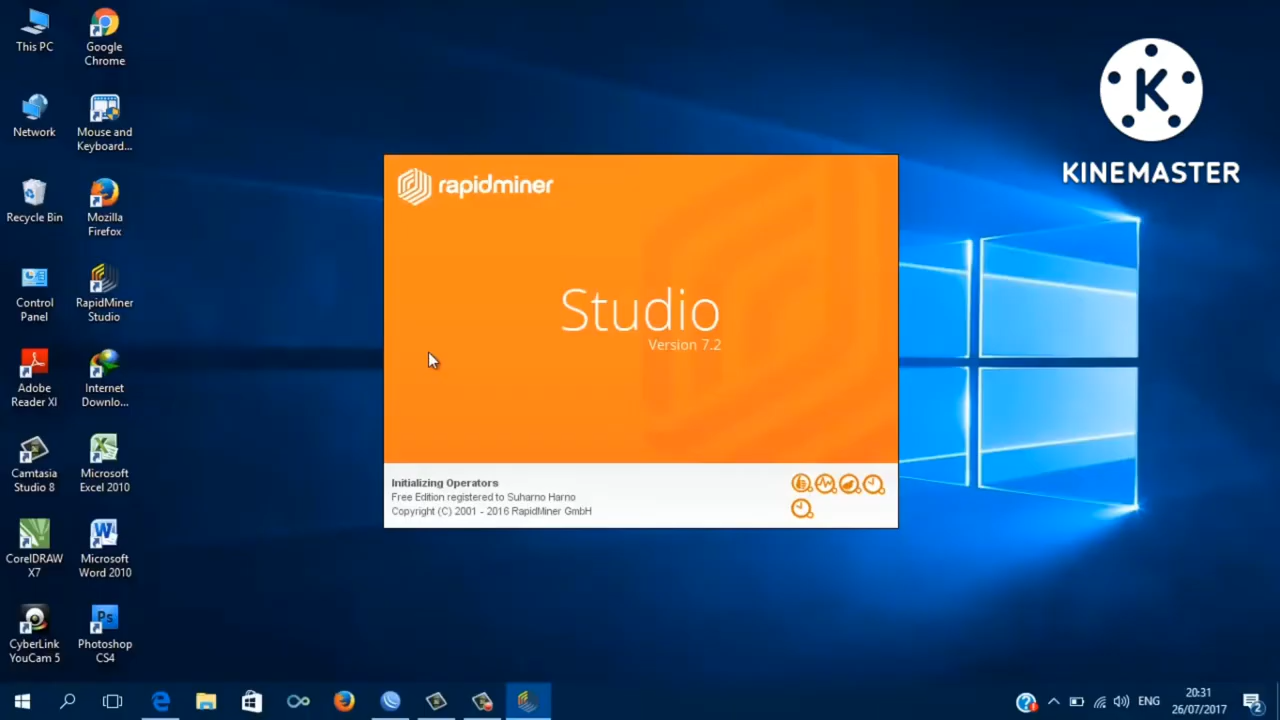 This PC
Google
Chrome
Network
Mouse and
Keyboard...
Recycle Bin
Mozilla
Firefox
Control
Panel
RapidMiner
Studio
Adobe
Reader XI
Internet
Downlo...
Camtasia
Studio 8
Microsoft
Excel 2010
CorelDRAW
X7
Microsoft
Word 2010
CyberLink
YouCam 5
Ps
Photoshop
CS4
rapidminer
Studio
Version 7.2
Initializing Operators
Free Edition registered to Suharno Harno
Copyright (C) 2001 - 2016 RapidMiner GmbH
K
KINEMASTER
ENG
20:31
26/07/2017
2